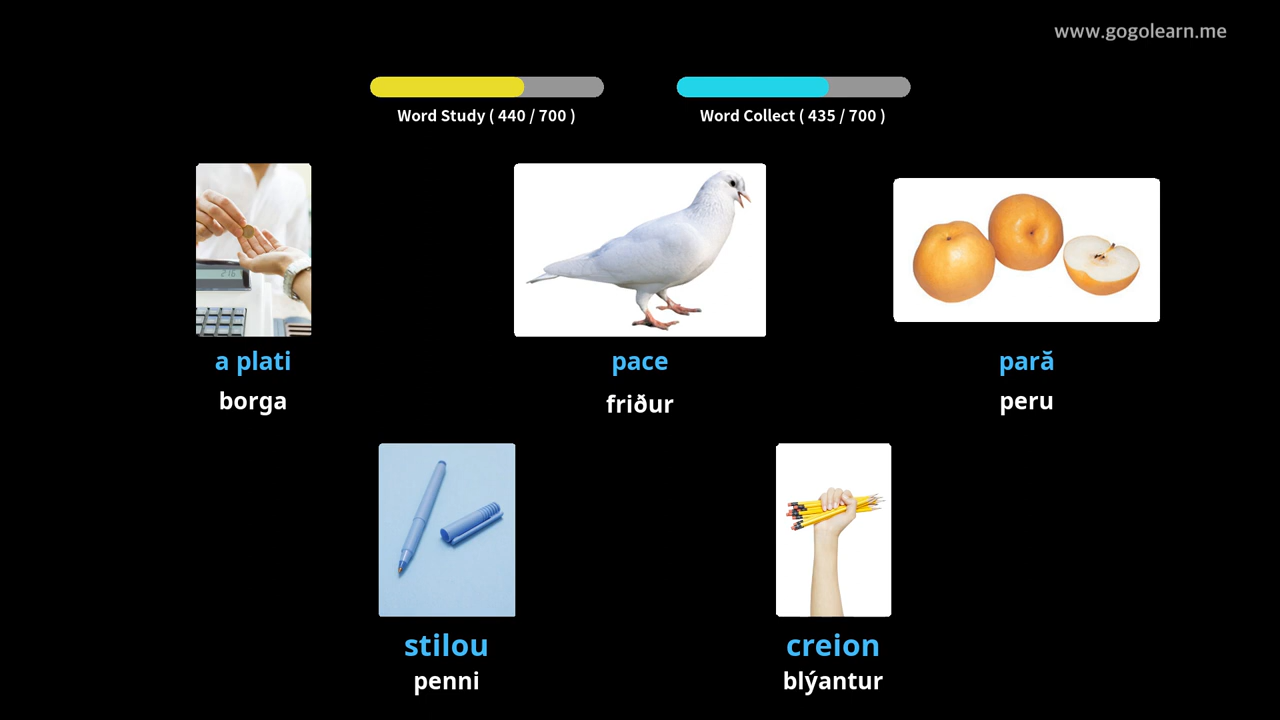 www.gogolearn.me
Word Study ( 440 / 700 )
Word Collect ( 435 / 700 )
a plati
borga
pace
friður
pară
peru
stilou
penni
creion
blýantur